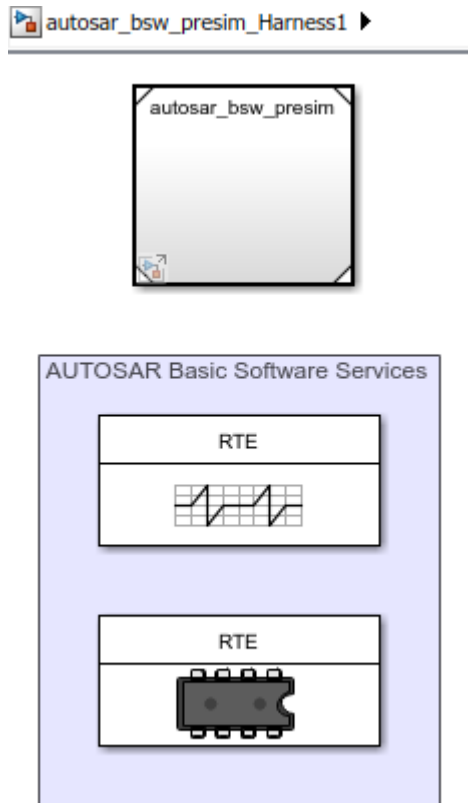 autosar_bsw_presim_Harness1
autosar_bsw_presim
AUTOSAR Basic Software Services
RTE
RTE